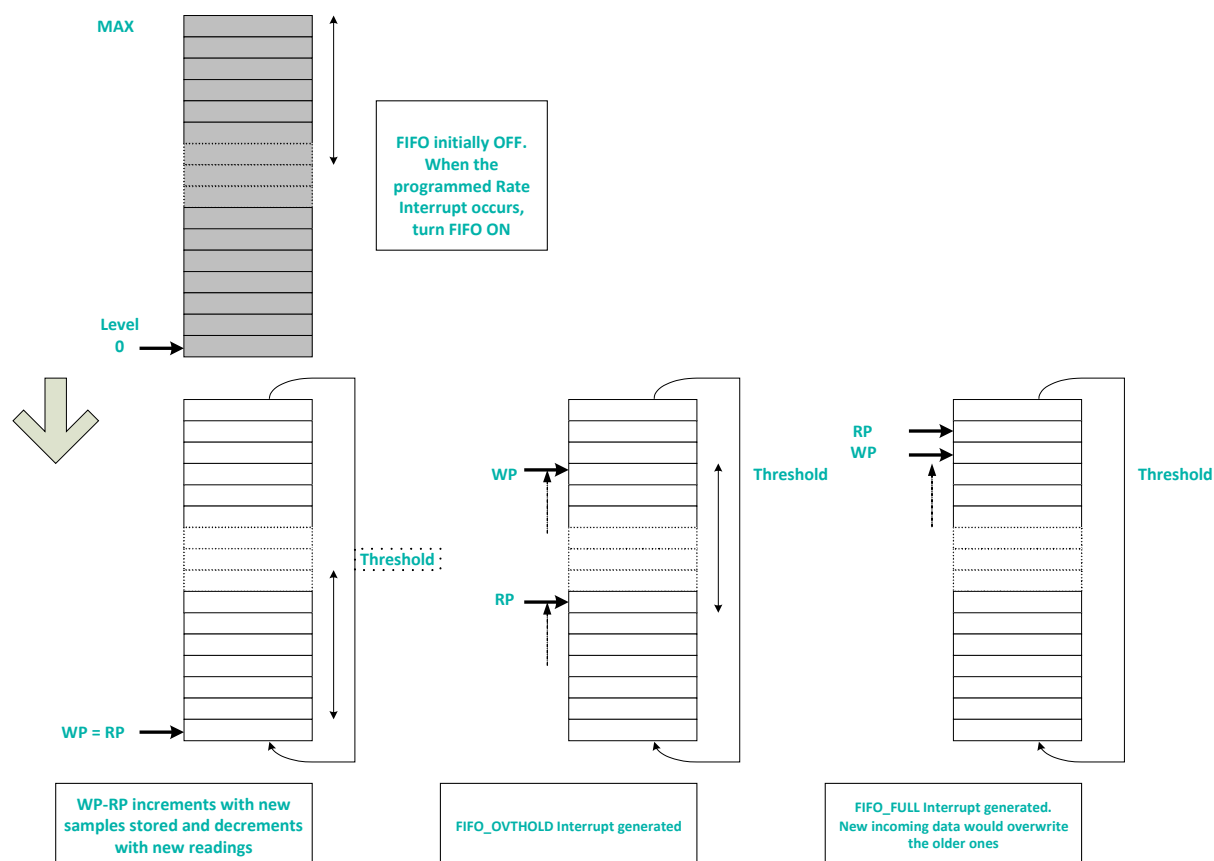 MAX
FIFO initially OFF.
When the
programmed Rate
Interrupt occurs,
turn FIFO ON
Level
0
Threshold
WP = RP
WP-RP increments with new
samples stored and decrements
with new readings
WP
Threshold
RP
FIFO_OVTHOLD Interrupt generated
RP
WP
Threshold
FIFO_FULL Interrupt generated.
New incoming data would overwrite
the older ones